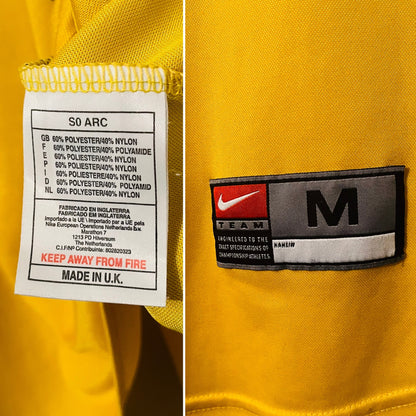 S0 ARC
GB 60% POLYESTER/40% NYLON
F 60% POLYESTER/40% POLYAMIDE
E 60% POLYESTER/40% NYLON
P 60% POLYESTER/40% NYLON
I 60% POLYESTER/40% NYLON
D 60% POLYESTER/40% NYLON
NL 60% POLYESTER/40% POLYAMID
FABRICADO EN INGLATERRA
FABRICADO EM INGLATERRA
Importado a la UE \ Importado par a UE pela
Nike European Operations Netherlands B.V.
Marathon 7
1213 PD Hilversum
The Netherlands
C.I.F/NP Contribuinta: 802820323
KEEP AWAY FROM FIRE
MADE IN U.K.
TEAM
ENGINEERED TO THE
EXACT SPECIFICATIONS OF
CHAMPIONSHIP ATHLETES.
M